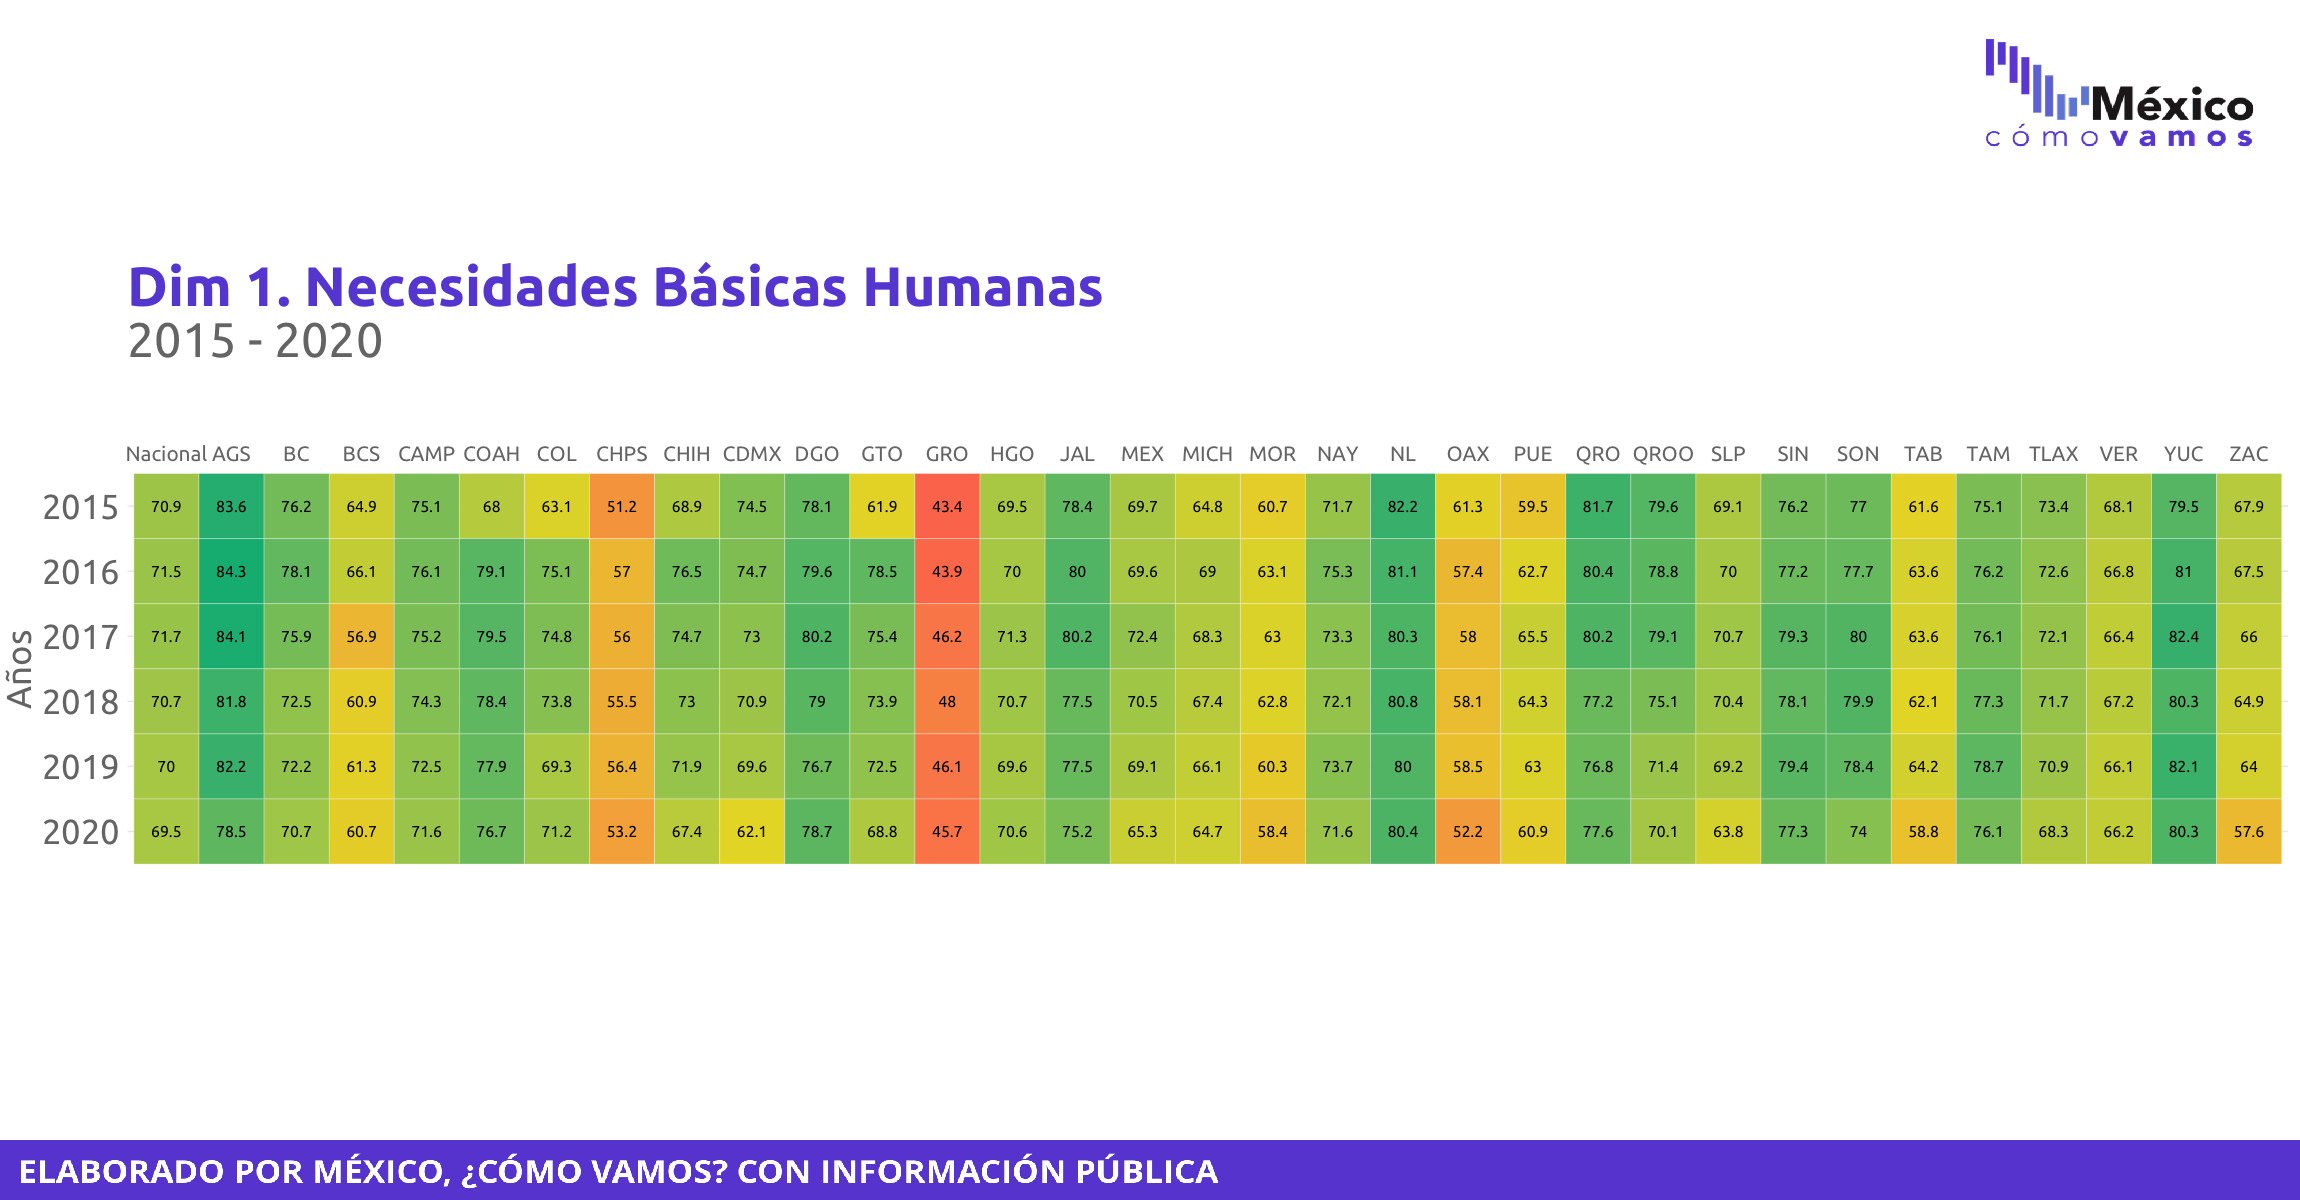 México
cómovamos
Dim 1. Necesidades Básicas Humanas
2015 - 2020
Nacional AGS BC BCS CAMP COAH COL CHPS CHIH CDMX DGO GTO GRO HGO JAL MEX MICH MOR NAY NL OAX PUE QRO QROO SLP SIN SON TAB TAM TLAX VER YUC ZAC
2015 70.9 83.6 76.2 64.9 75.1 68 63.1 51.2 68.9 74.5 78.1 61.9 43.4 69.5 78.4 69.7 64.8 60.7 71.7 82.2 61.3 59.5 81.7 79.6 69.1 76.2 77 61.6 75.1 73.4 68.1 79.5 67.9
2016 71.5 84.3 78.1 66.1 76.1 79.1 75.1 57 76.5 74.7 79.6 78.5 43.9 70 80 69.6 69 63.1 75.3 81.1 57.4 62.7 80.4 78.8 70 77.2 77.7 63.6 76.2 72.6 66.8 81 67.5
2017 71.7 84.1 75.9 56.9 75.2 79.5 74.8 56 74.7 73 80.2 75.4 46.2 71.3 80.2 72.4 68.3 63 73.3 80.3 58 65.5 80.2 79.1 70.7 79.3 80 63.6 76.1 72.1 66.4 82.4 66
2018 70.7 81.8 72.5 60.9 74.3 78.4 73.8 55.5 73 70.9 79 73.9 48 70.7 77.5 70.5 67.4 62.8 72.1 80.8 58.1 64.3 77.2 75.1 70.4 78.1 79.9 62.1 77.3 71.7 67.2 80.3 64.9
2019 70 82.2 72.2 61.3 72.5 77.9 69.3 56.4 71.9 69.6 76.7 72.5 46.1 69.6 77.5 69.1 66.1 60.3 73.7 80 58.5 63 76.8 71.4 69.2 79.4 78.4 64.2 78.7 70.9 66.1 82.1 64
2020 69.5 78.5 70.7 60.7 71.6 76.7 71.2 53.2 67.4 62.1 78.7 68.8 45.7 70.6 75.2 65.3 64.7 58.4 71.6 80.4 52.2 60.9 77.6 70.1 63.8 77.3 74 58.8 76.1 68.3 66.2 80.3 57.6
Años
ELABORADO POR MÉXICO, ¿CÓMO VAMOS? CON INFORMACIÓN PÚBLICA